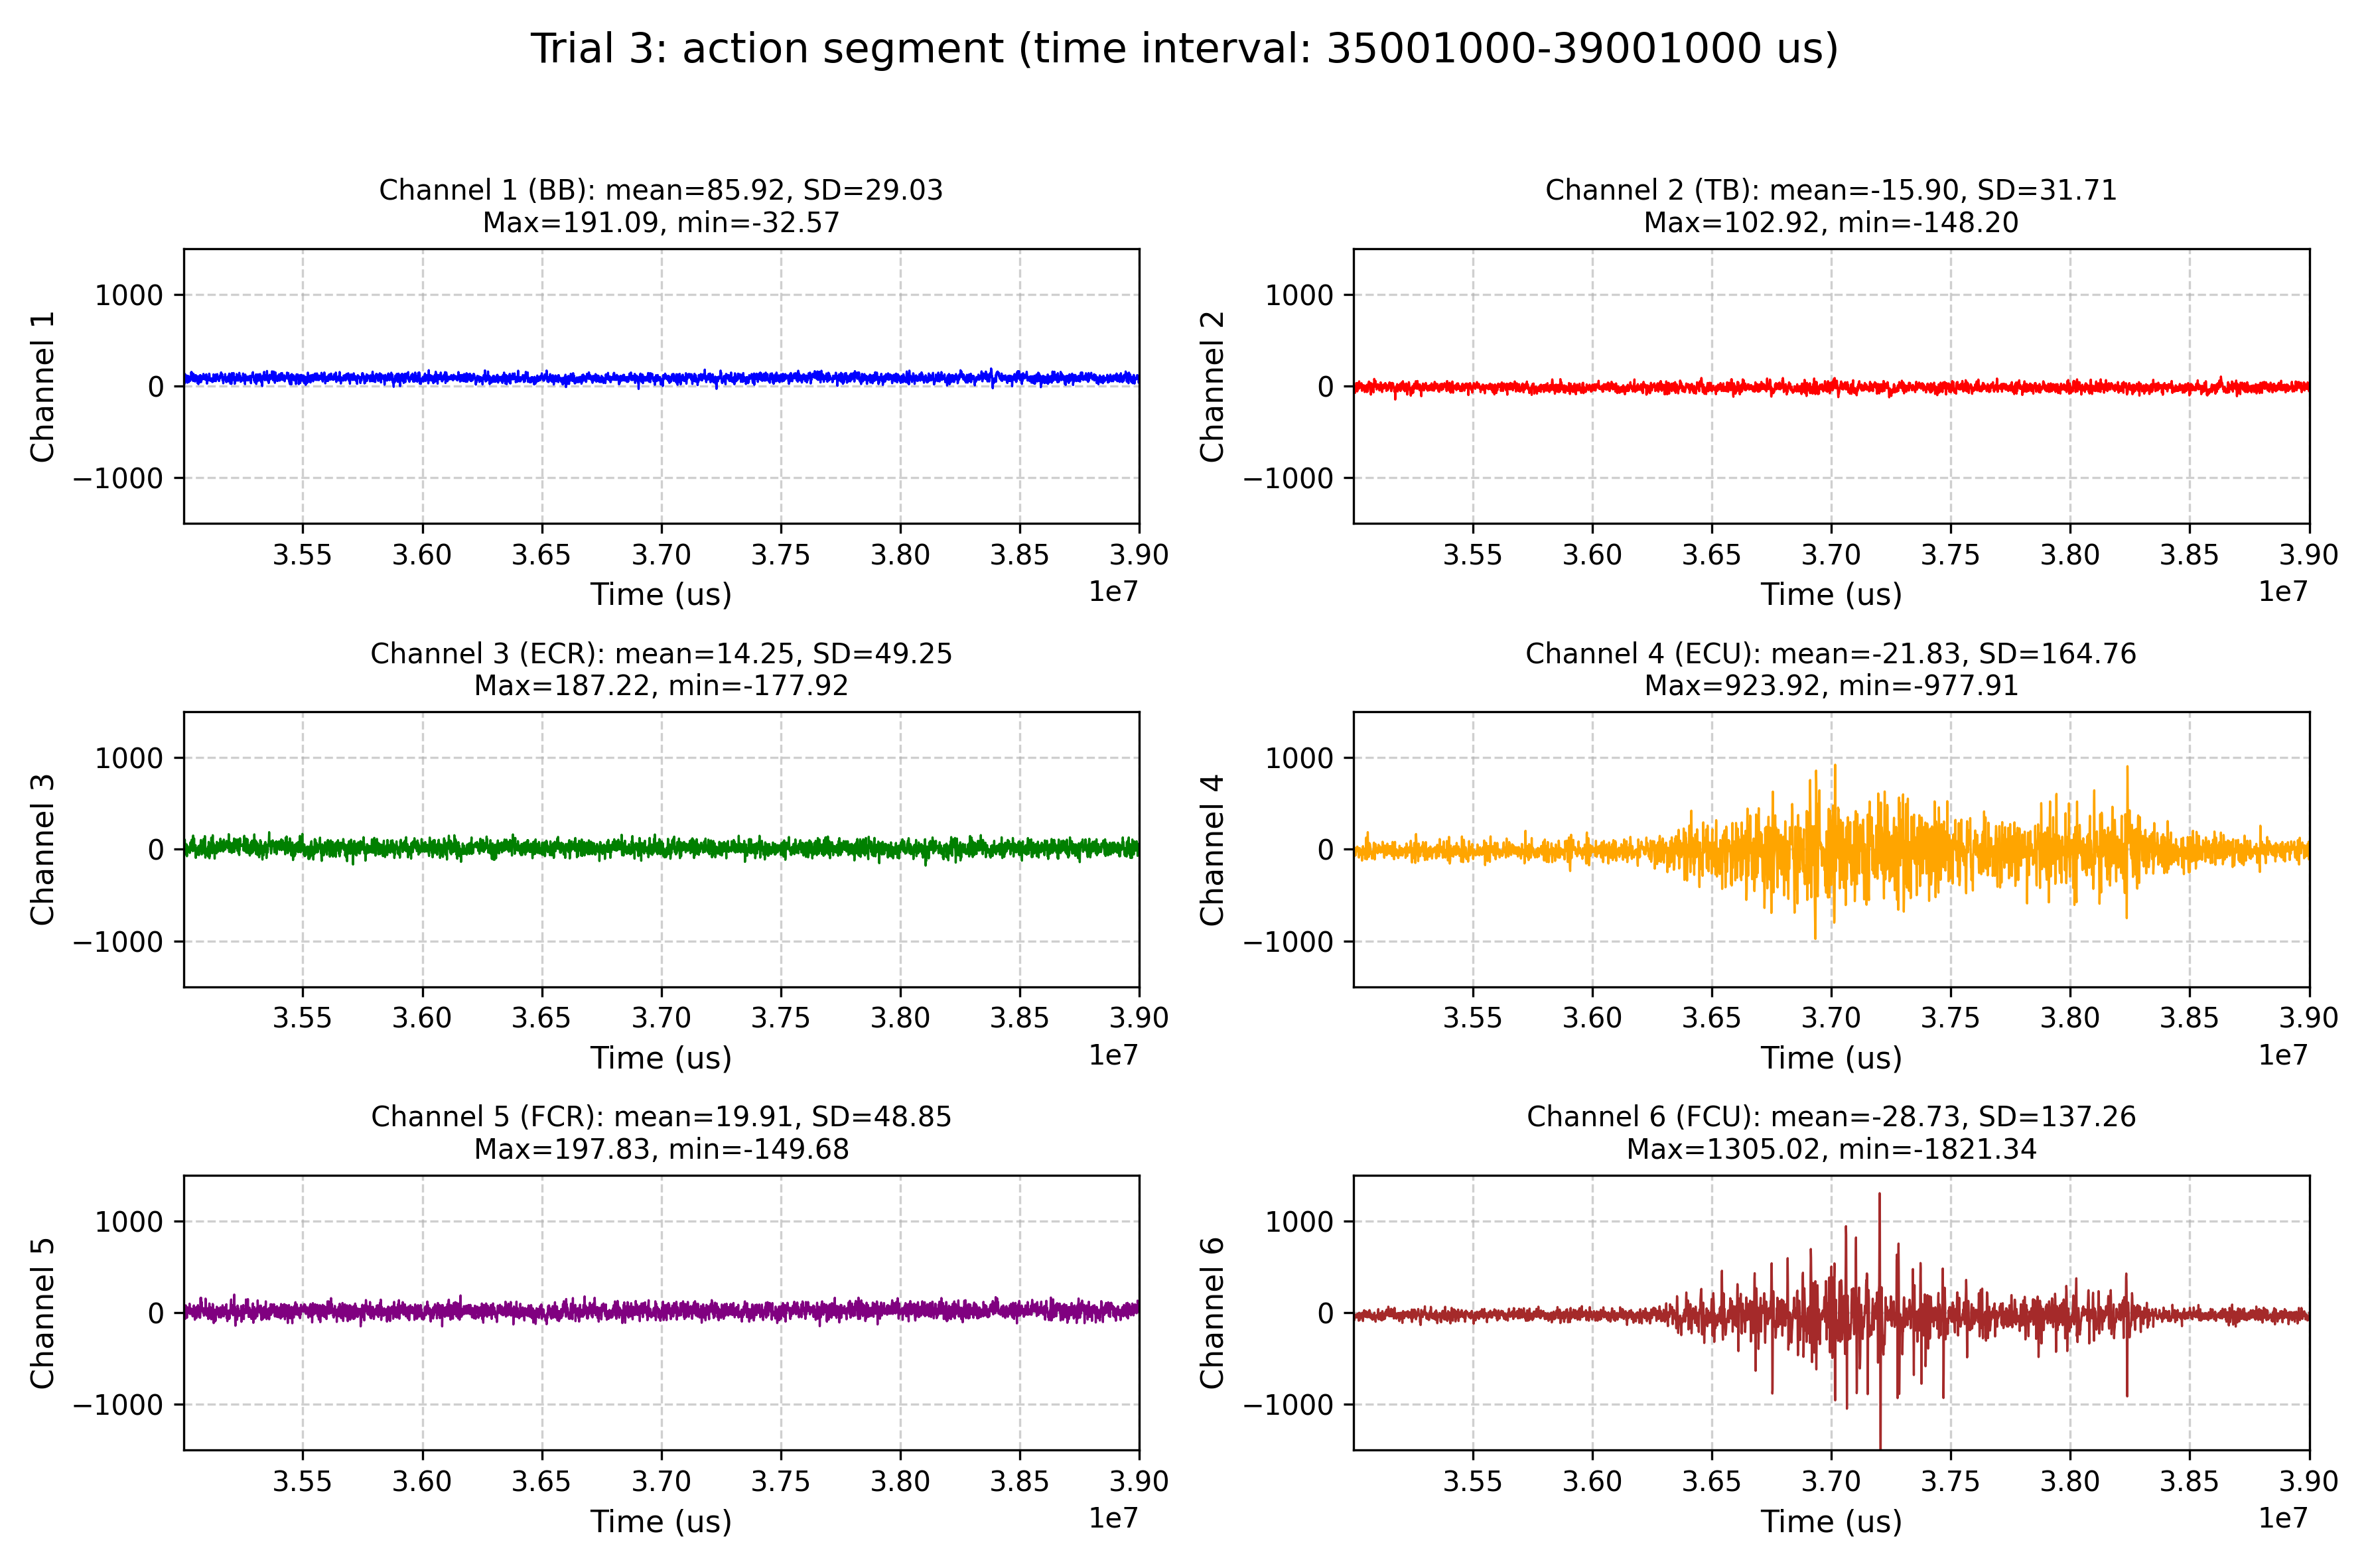 Trial 3: action segment (time interval: 35001000-39001000 us)
Channel 1 (BB): mean=85.92, SD=29.03
Max=191.09, min=-32.57
Channel 1
1000
0
−1000
3.55 3.60 3.65 3.70 3.75 3.80 3.85 3.90
1e7
Time (us)
Channel 2 (TB): mean=-15.90, SD=31.71
Max=102.92, min=-148.20
Channel 2
1000
0
−1000
3.55 3.60 3.65 3.70 3.75 3.80 3.85 3.90
1e7
Time (us)
Channel 3 (ECR): mean=14.25, SD=49.25
Max=187.22, min=-177.92
Channel 3
1000
0
−1000
3.55 3.60 3.65 3.70 3.75 3.80 3.85 3.90
1e7
Time (us)
Channel 4 (ECU): mean=-21.83, SD=164.76
Max=923.92, min=-977.91
Channel 4
1000
0
−1000
3.55 3.60 3.65 3.70 3.75 3.80 3.85 3.90
1e7
Time (us)
Channel 5 (FCR): mean=19.91, SD=48.85
Max=197.83, min=-149.68
Channel 5
1000
0
−1000
3.55 3.60 3.65 3.70 3.75 3.80 3.85 3.90
1e7
Time (us)
Channel 6 (FCU): mean=-28.73, SD=137.26
Max=1305.02, min=-1821.34
Channel 6
1000
0
−1000
3.55 3.60 3.65 3.70 3.75 3.80 3.85 3.90
1e7
Time (us)